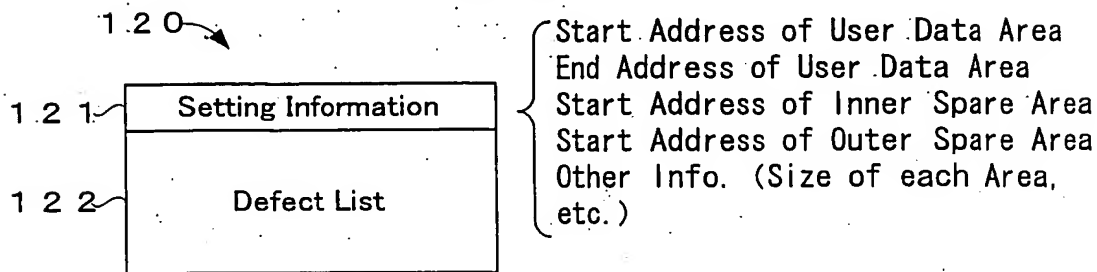 120
Start Address of User Data Area
End Address of User Data Area
121 Setting Information Start Address of Inner Spare Area
Start Address of Outer Spare Area
122 Defect List Other Info. (Size of each Area,
etc.)